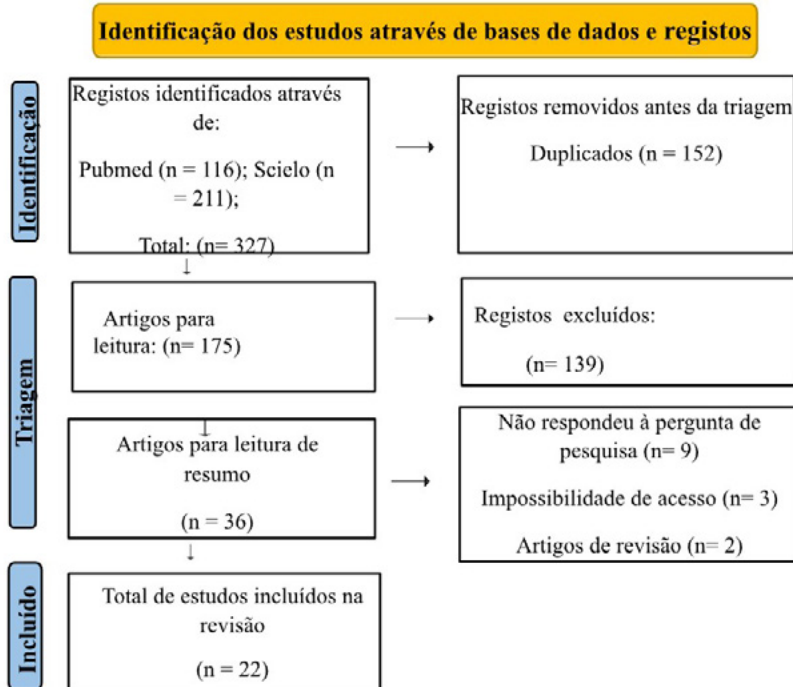 Identificação dos estudos através de bases de dados e registos
Identificação
Registos identificados através
de:
Pubmed (n = 116); Scielo (n
= 211);
Total: (n= 327)
Registos removidos antes da triagem
Duplicados (n = 152)
Triagem
Artigos para
leitura: (n= 175)
Registos excluídos:
(n= 139)
Artigos para leitura de
resumo
(n = 36)
Não respondeu à pergunta de
pesquisa (n= 9)
Impossibilidade de acesso (n= 3)
Artigos de revisão (n= 2)
Incluído
Total de estudos incluídos na
revisão
(n = 22)